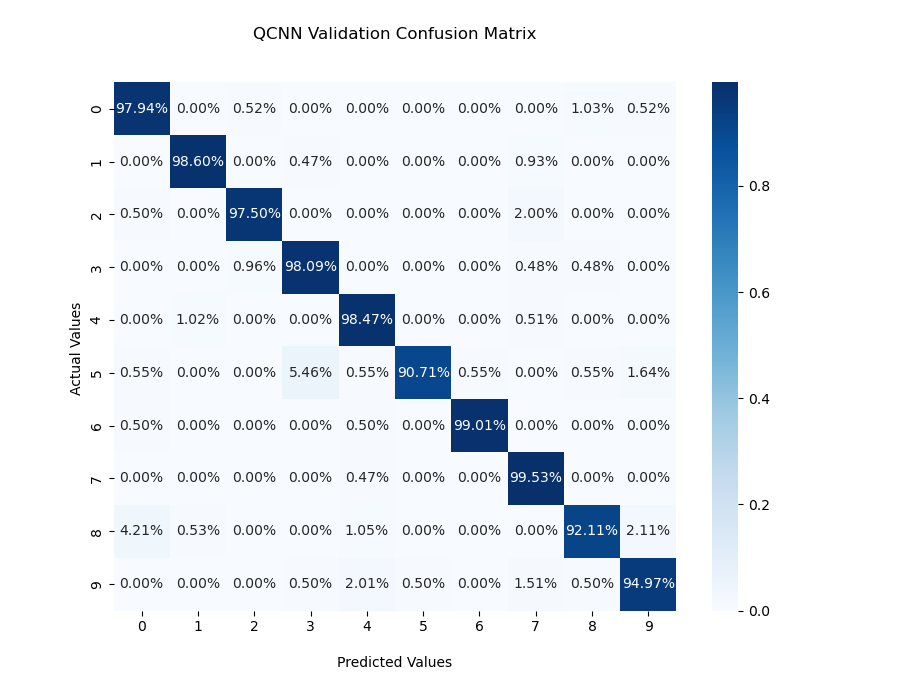 QCNN Validation Confusion Matrix
0 97.94% 0.00% 0.52% 0.00% 0.00% 0.00% 0.00% 0.00% 1.03% 0.52%
1 0.00% 98.60% 0.00% 0.47% 0.00% 0.00% 0.00% 0.93% 0.00% 0.00%
2 0.50% 0.00% 97.50% 0.00% 0.00% 0.00% 0.00% 2.00% 0.00% 0.00%
3 0.00% 0.00% 0.96% 98.09% 0.00% 0.00% 0.00% 0.48% 0.48% 0.00%
4 0.00% 1.02% 0.00% 0.00% 98.47% 0.00% 0.00% 0.51% 0.00% 0.00%
5 0.55% 0.00% 0.00% 5.46% 0.55% 90.71% 0.55% 0.00% 0.55% 1.64%
6 0.50% 0.00% 0.00% 0.00% 0.50% 0.00% 99.01% 0.00% 0.00% 0.00%
7 0.00% 0.00% 0.00% 0.00% 0.47% 0.00% 0.00% 99.53% 0.00% 0.00%
8 4.21% 0.53% 0.00% 0.00% 1.05% 0.00% 0.00% 0.00% 92.11% 2.11%
9 0.00% 0.00% 0.00% 0.50% 2.01% 0.50% 0.00% 1.51% 0.50% 94.97%
0 1 2 3 4 5 6 7 8 9
Actual Values
Predicted Values
0.8
0.6
0.4
0.2
0.0